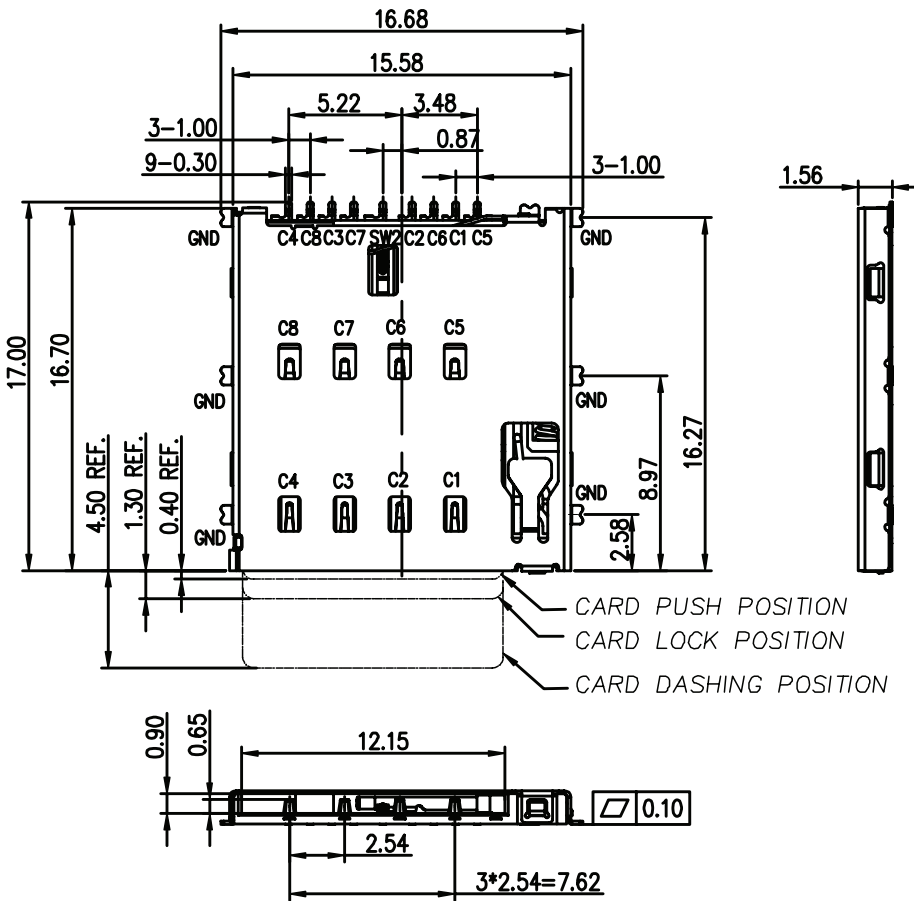 16.68
15.58
5.22
3.48
3-1.00
0.87
9-0.30
3-1.00
1.56
GND
C4
C8
C3
C7
SW2
C2
C6
C1
C5
GND
17.00
16.70
C8
C7
C6
C5
GND
GND
16.27
8.97
4.50 REF.
1.30 REF.
0.40 REF.
C4
C3
C2
C1
GND
GND
2.58
CARD PUSH POSITION
CARD LOCK POSITION
CARD DASHING POSITION
0.90
0.65
12.15
0.10
2.54
3*2.54=7.62